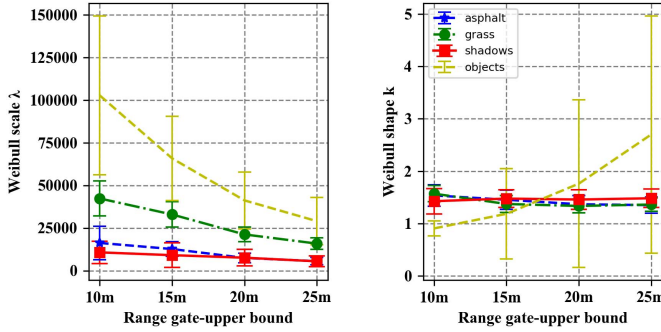 150000
125000
100000
75000
50000
25000
0
Weibull scale λ
10m 15m 20m 25m
Range gate-upper bound
5
4
3
2
1
0
Weibull shape k
asphalt
grass
shadows
objects
10m 15m 20m 25m
Range gate-upper bound